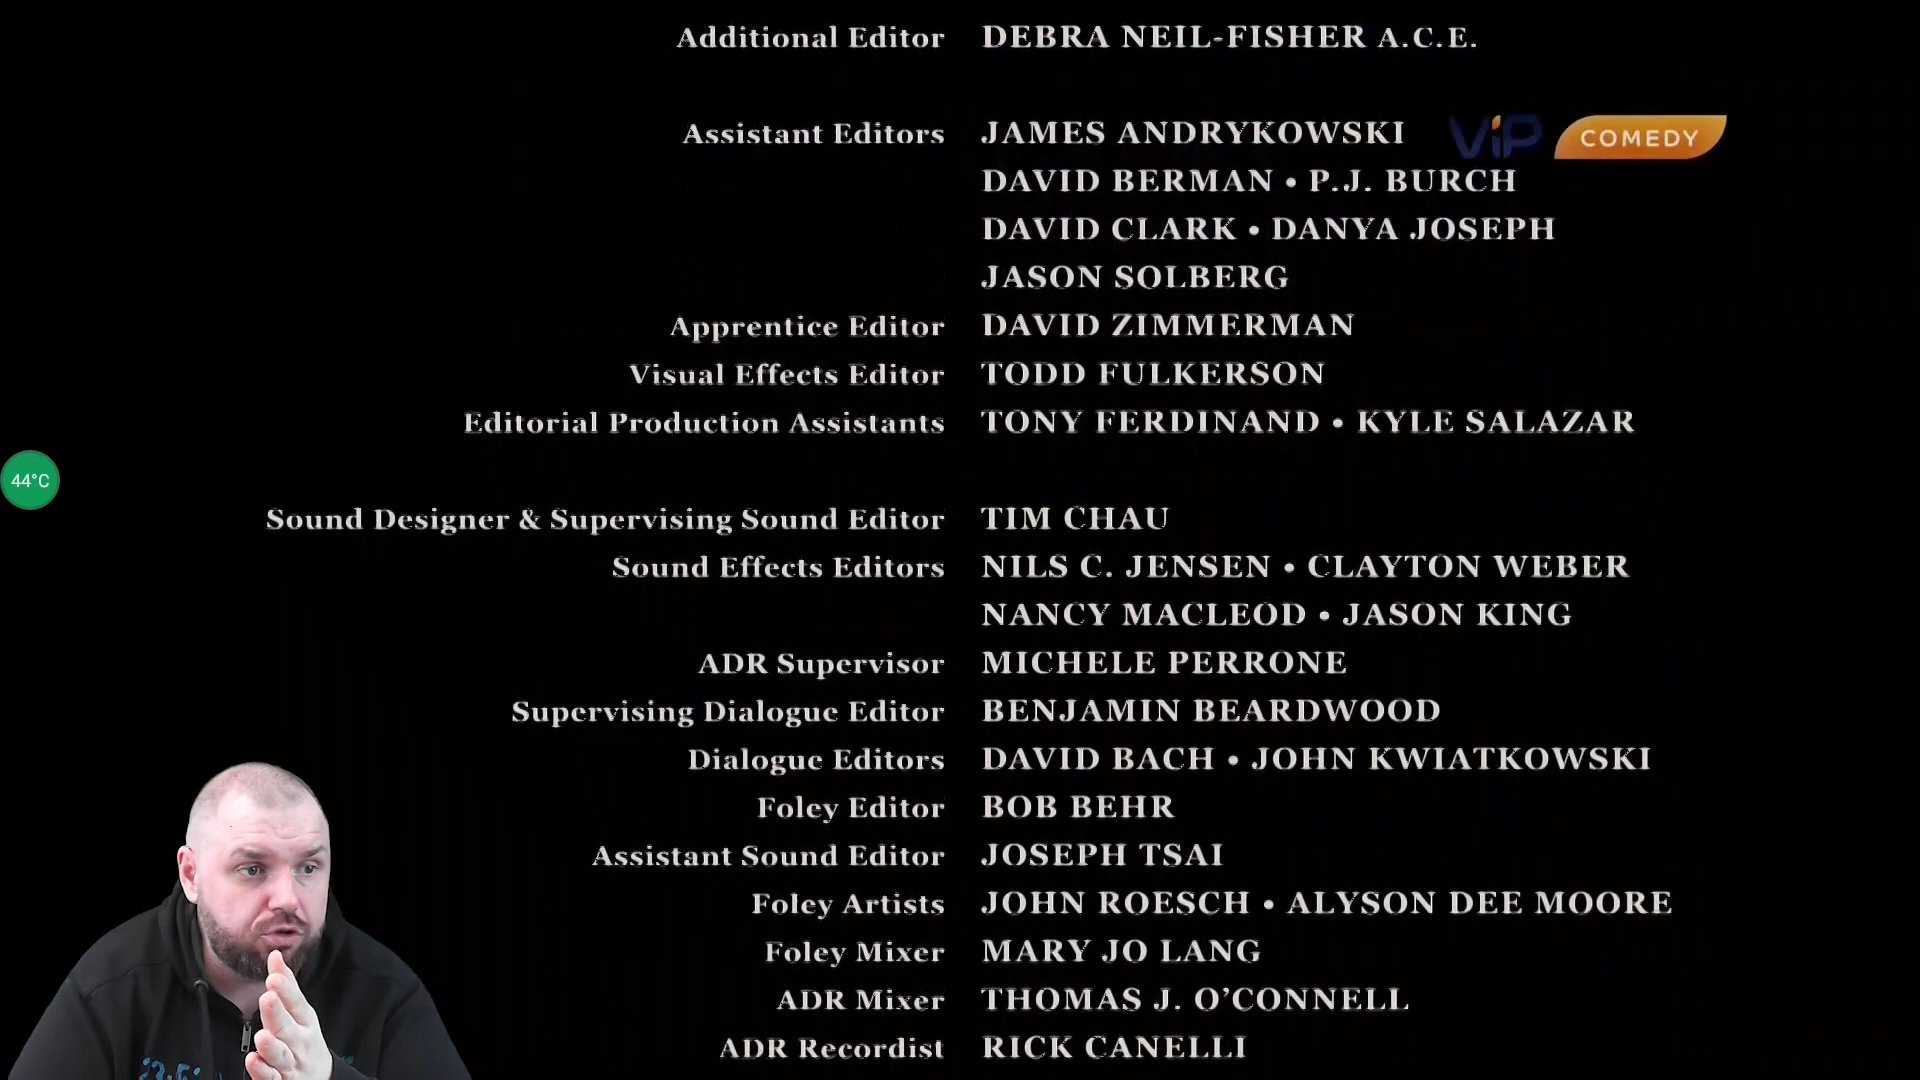 Additional Editor DEBRA NEIL-FISHER A.C.E.
Assistant Editors JAMES ANDRYKOWSKI
ViP COMEDY
DAVID BERMAN • P.J. BURCH
DAVID CLARK • DANYA JOSEPH
JASON SOLBERG
Apprentice Editor DAVID ZIMMERMAN
Visual Effects Editor TODD FULKERSON
Editorial Production Assistants TONY FERDINAND • KYLE SALAZAR
44°C
Sound Designer & Supervising Sound Editor TIM CHAU
Sound Effects Editors NILS C. JENSEN • CLAYTON WEBER
NANCY MACLEOD • JASON KING
ADR Supervisor MICHELE PERRONE
Supervising Dialogue Editor BENJAMIN BEARDWOOD
Dialogue Editors DAVID BACH • JOHN KWIATKOWSKI
Foley Editor BOB BEHR
Assistant Sound Editor JOSEPH TSAI
Foley Artists JOHN ROESCH • ALYSON DEE MOORE
Foley Mixer MARY JO LANG
ADR Mixer THOMAS J. O’CONNELL
ADR Recordist RICK CANELLI